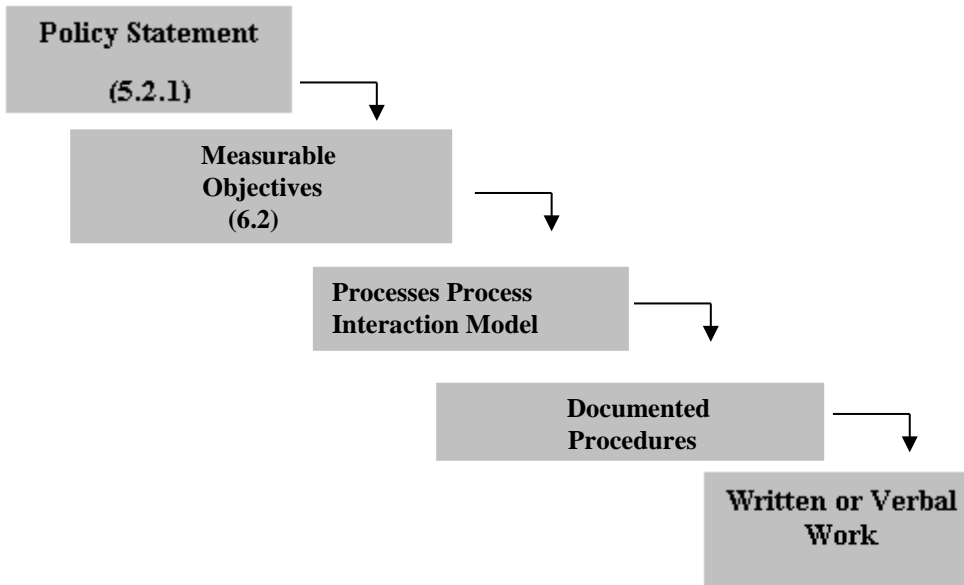 Policy Statement
(5.2.1)
Measurable
Objectives
(6.2)
Processes Process
Interaction Model
Documented
Procedures
Written or Verbal
Work